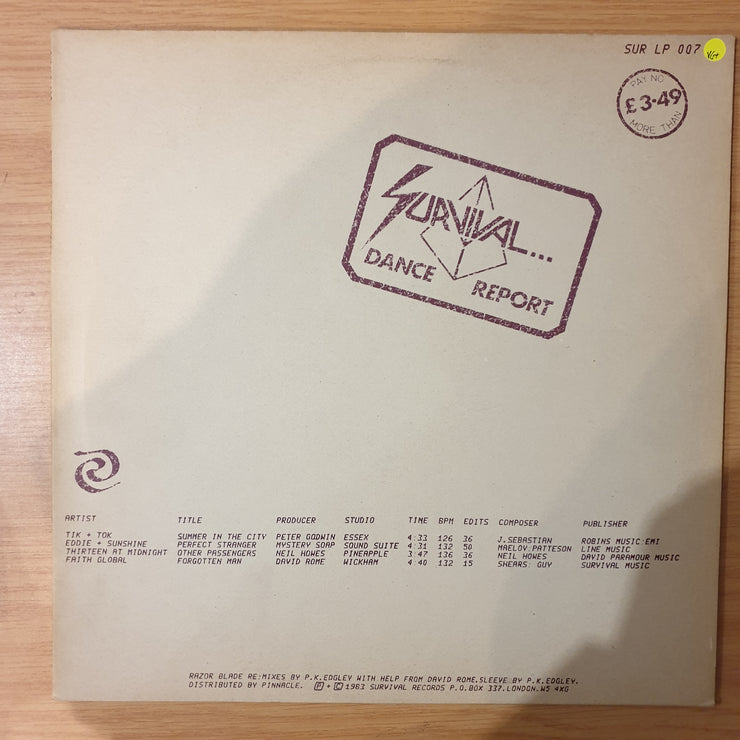 SUR LP 007
VG+
PAY NO
£3·49
MORE THAN
SURVIVAL...
DANCE REPORT
ARTIST TITLE PRODUCER STUDIO TIME BPM EDITS COMPOSER PUBLISHER
TIK + TOK SUMMER IN THE CITY PETER GODWIN ESSEX 4:33 126 36 J.SEBASTIAN ROBINS MUSIC:EMI
EDDIE + SUNSHINE PERFECT STRANGER MYSTERY SOAP SOUND SUITE 4:31 132 50 MAELOV:PATTESON LINE MUSIC
THIRTEEN AT MIDNIGHT OTHER PASSENGERS NEIL HOWES PINEAPPLE 3:47 136 36 NEIL HOWES DAVID PARAMOUR MUSIC
FAITH GLOBAL FORGOTTEN MAN DAVID ROME WICKHAM 4:40 132 15 SHEARS: GUY SURVIVAL MUSIC
RAZOR BLADE RE:MIXES BY P.K.EDGLEY WITH HELP FROM DAVID ROME.SLEEVE BY P.K.EDGLEY.
DISTRIBUTED BY PINNACLE. Ⓟ + © 1983 SURVIVAL RECORDS P.O.BOX 337.LONDON.W5 4XG